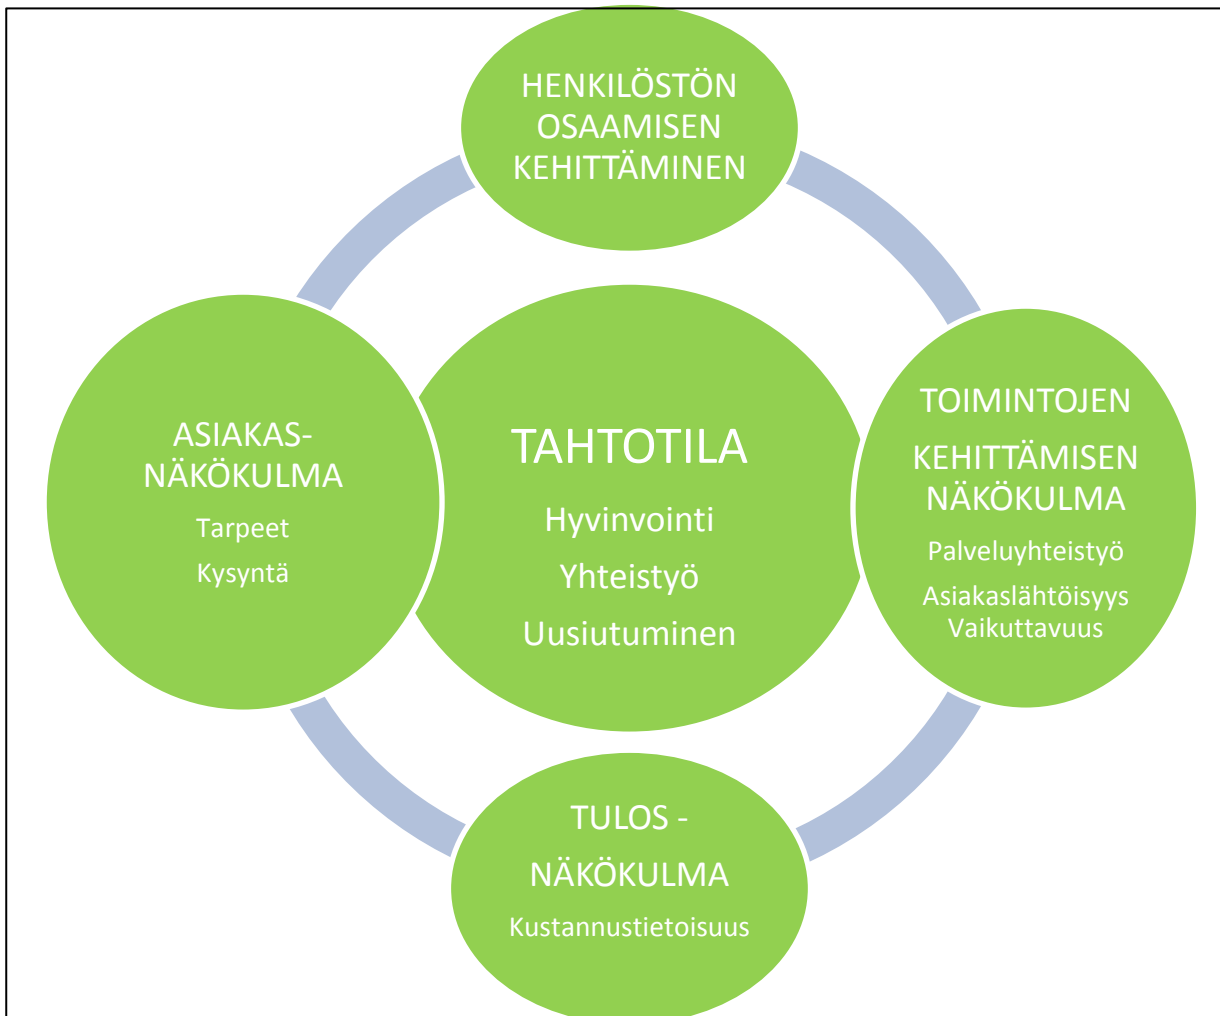 HENKILÖSTÖN
OSAAMISEN
KEHITTÄMINEN
ASIAKAS-
NÄKÖKULMA
Tarpeet
Kysyntä
TAHTOTILA
Hyvinvointi
Yhteistyö
Uusiutuminen
TOIMINTOJEN
KEHITTÄMISEN
NÄKÖKULMA
Palveluyhteistyö
Asiakaslähtöisyys
Vaikuttavuus
TULOS -
NÄKÖKULMA
Kustannustietoisuus